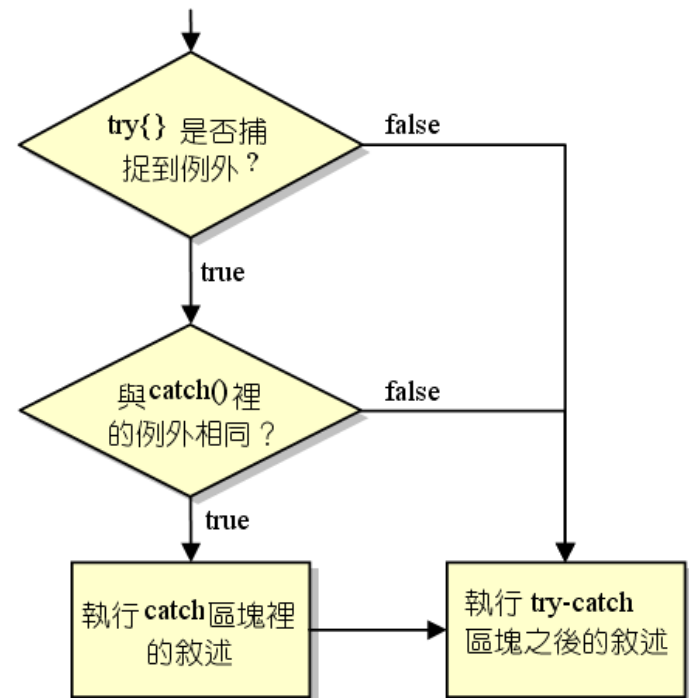 try{} 是否捕
捉到例外?
false
true
與catch()裡
的例外相同？
false
true
執行catch區塊裡
的敘述
執行 try-catch
區塊之後的敘述